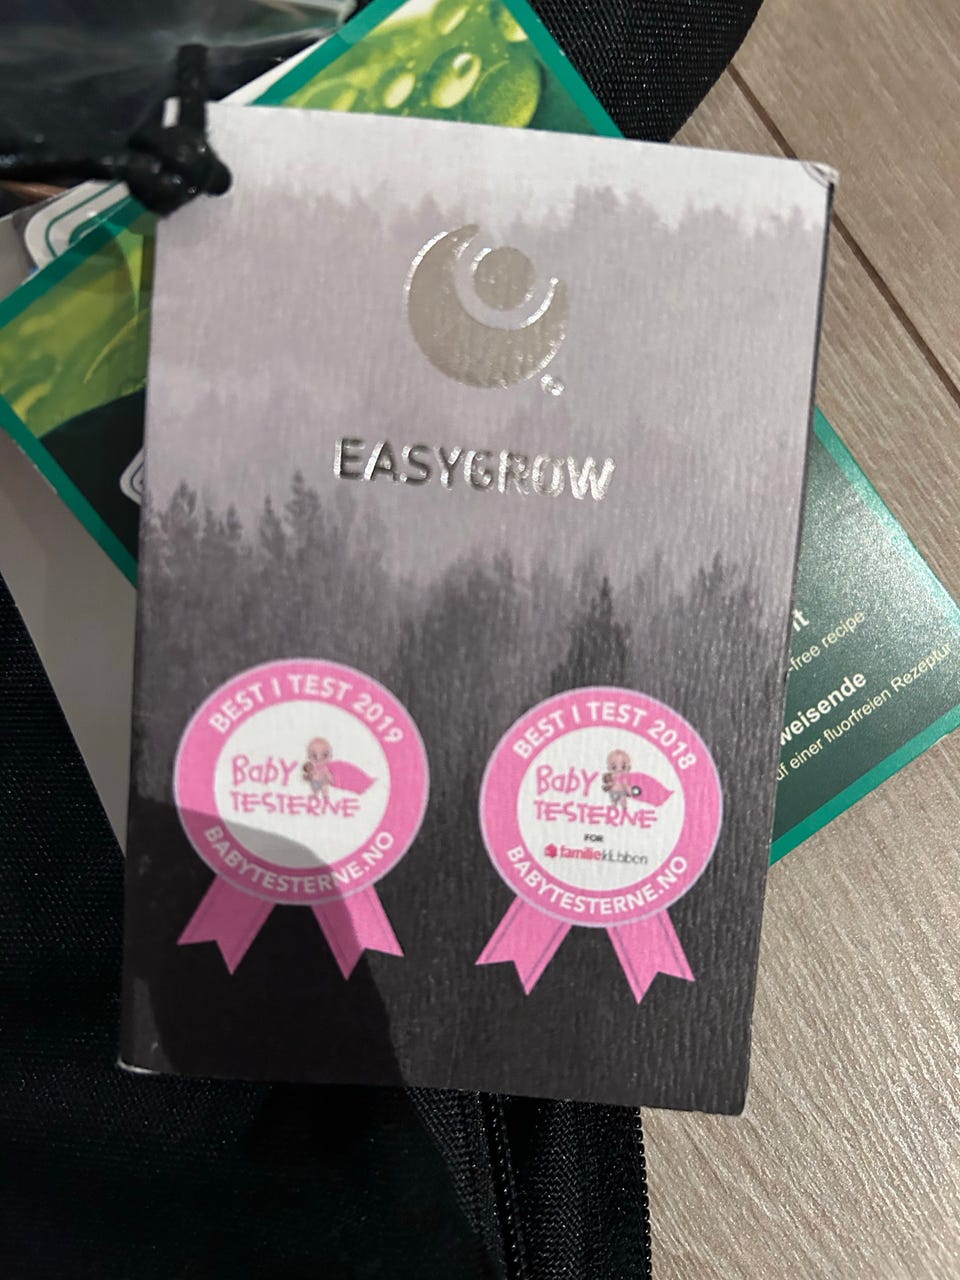 EASYGROW
BEST I TEST 2019
Baby
TESTERNE
BABYTESTERNE.NO
BEST I TEST 2018
Baby
TESTERNE
FOR
familieklubben
BABYTESTERNE.NO
-free recipe
weisende
uf einer fluorfreien Rezeptur